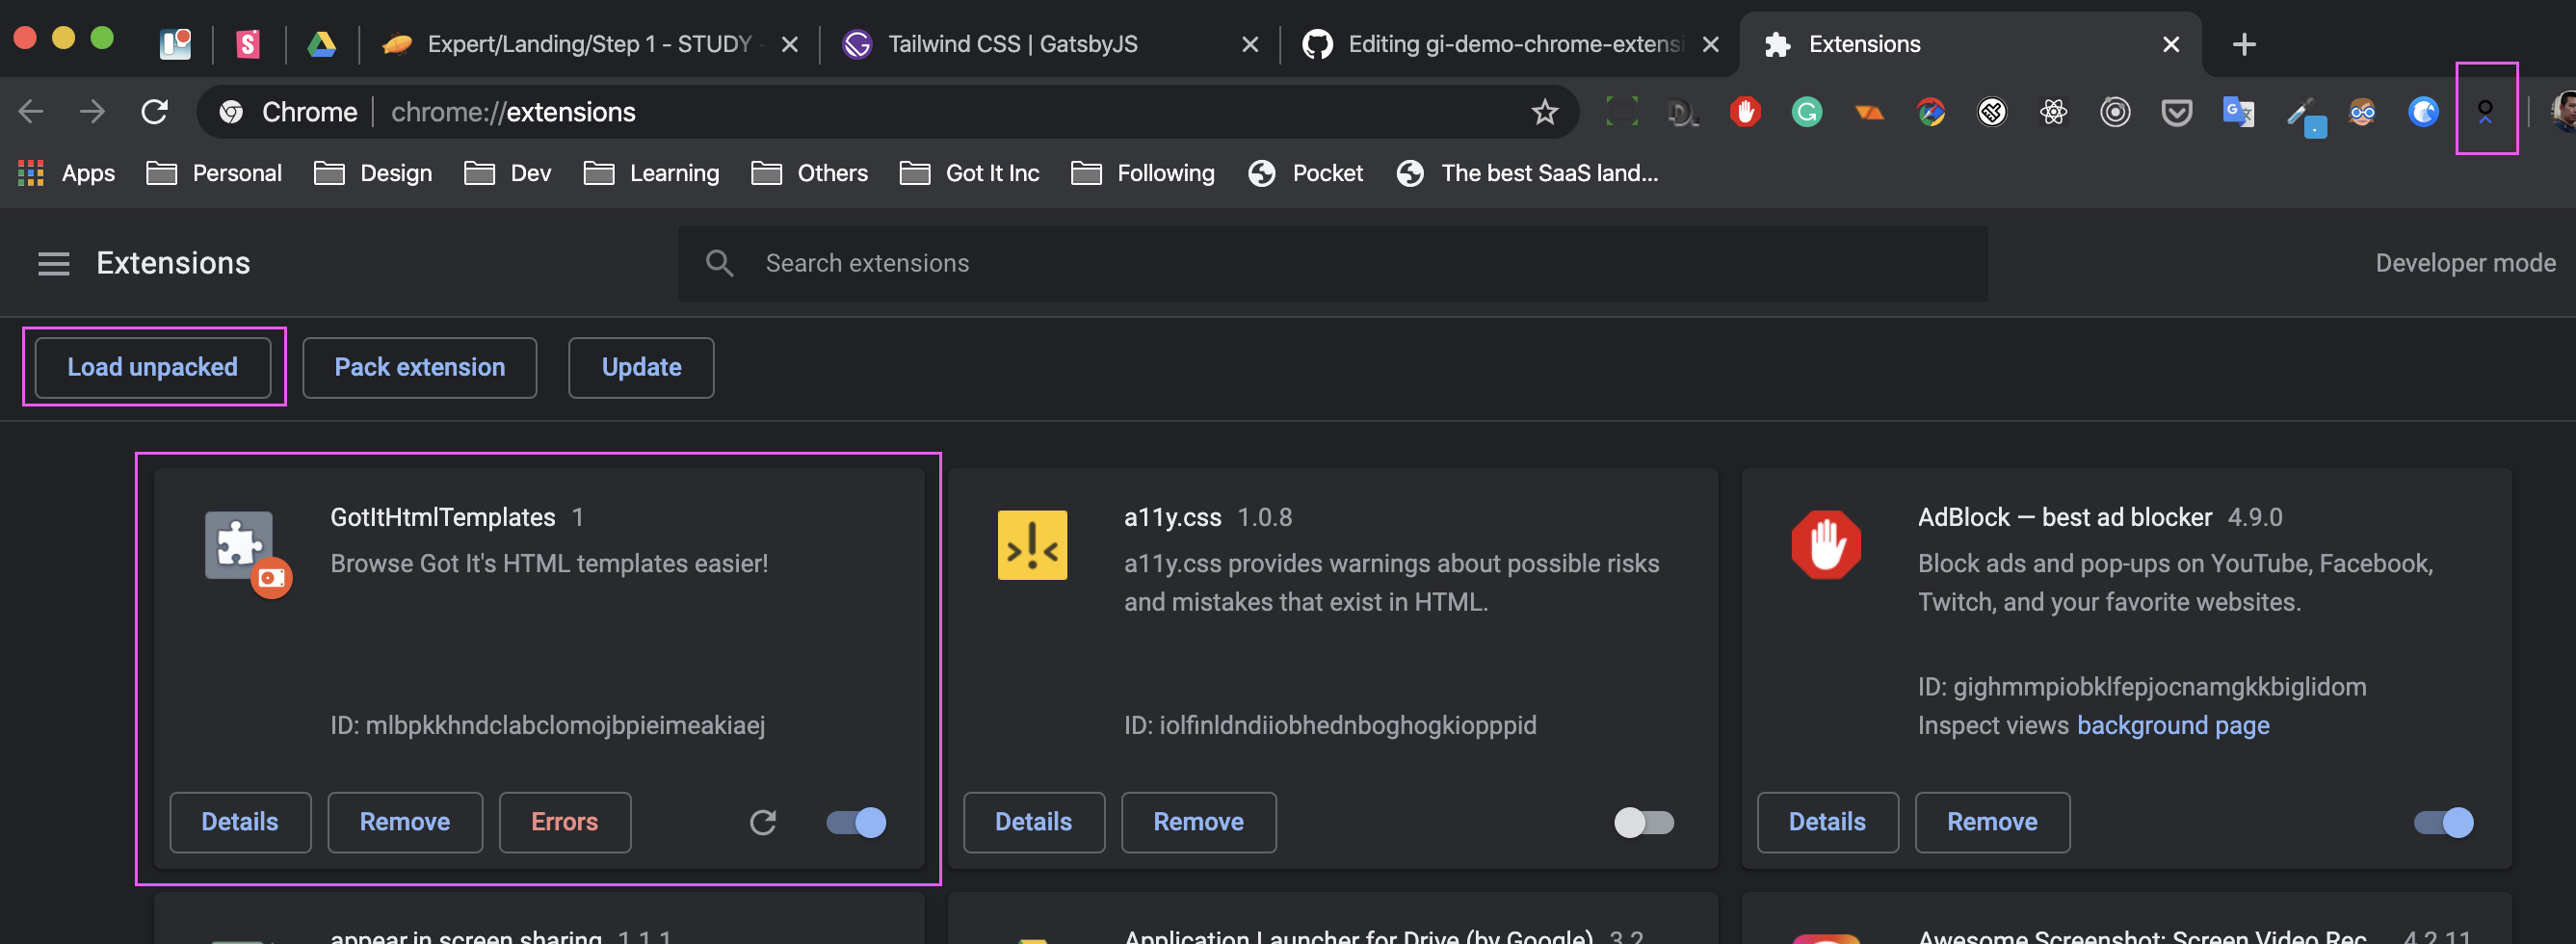 Expert/Landing/Step 1 - STUDY -
Tailwind CSS | GatsbyJS
Editing gi-demo-chrome-extensi
Extensions
Chrome
chrome://extensions
Apps
Personal
Design
Dev
Learning
Others
Got It Inc
Following
Pocket
The best SaaS land...
Extensions
Search extensions
Developer mode
Load unpacked
Pack extension
Update
GotItHtmlTemplates 1
Browse Got It's HTML templates easier!
ID: mlbpkkhndclabclomojbpieimeakiaej
Details
Remove
Errors
a11y.css 1.0.8
a11y.css provides warnings about possible risks
and mistakes that exist in HTML.
ID: iolfinldndiiobhednboghogkiopppid
Details
Remove
AdBlock — best ad blocker 4.9.0
Block ads and pop-ups on YouTube, Facebook,
Twitch, and your favorite websites.
ID: gighmmpiobklfepjocnamgkkbiglidom
Inspect views background page
Details
Remove
appear.in screen sharing 1.1.1
Application Launcher for Drive (by Google) 3.2
Awesome Screenshot: Screen Video Rec... 4.2.11